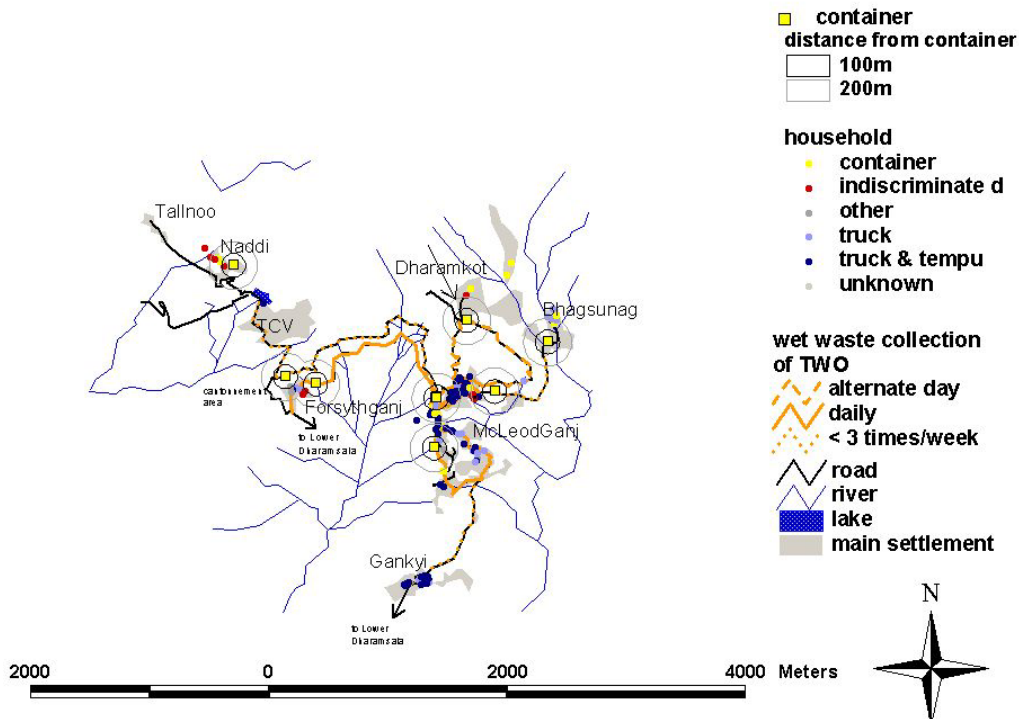 container
distance from container
100m
200m
household
container
indiscriminate d
other
truck
truck & tempu
unknown
wet waste collection
of TWO
alternate day
daily
< 3 times/week
road
river
lake
main settlement
Tallnoo
Naddi
Dharamkot
Bhagsunag
TCV
cantonnement
area
Forsythganj
to Lower
Dharamsala
McLeodGanj
Gankyi
to Lower
Dharamsala
N
2000 0 2000 4000 Meters